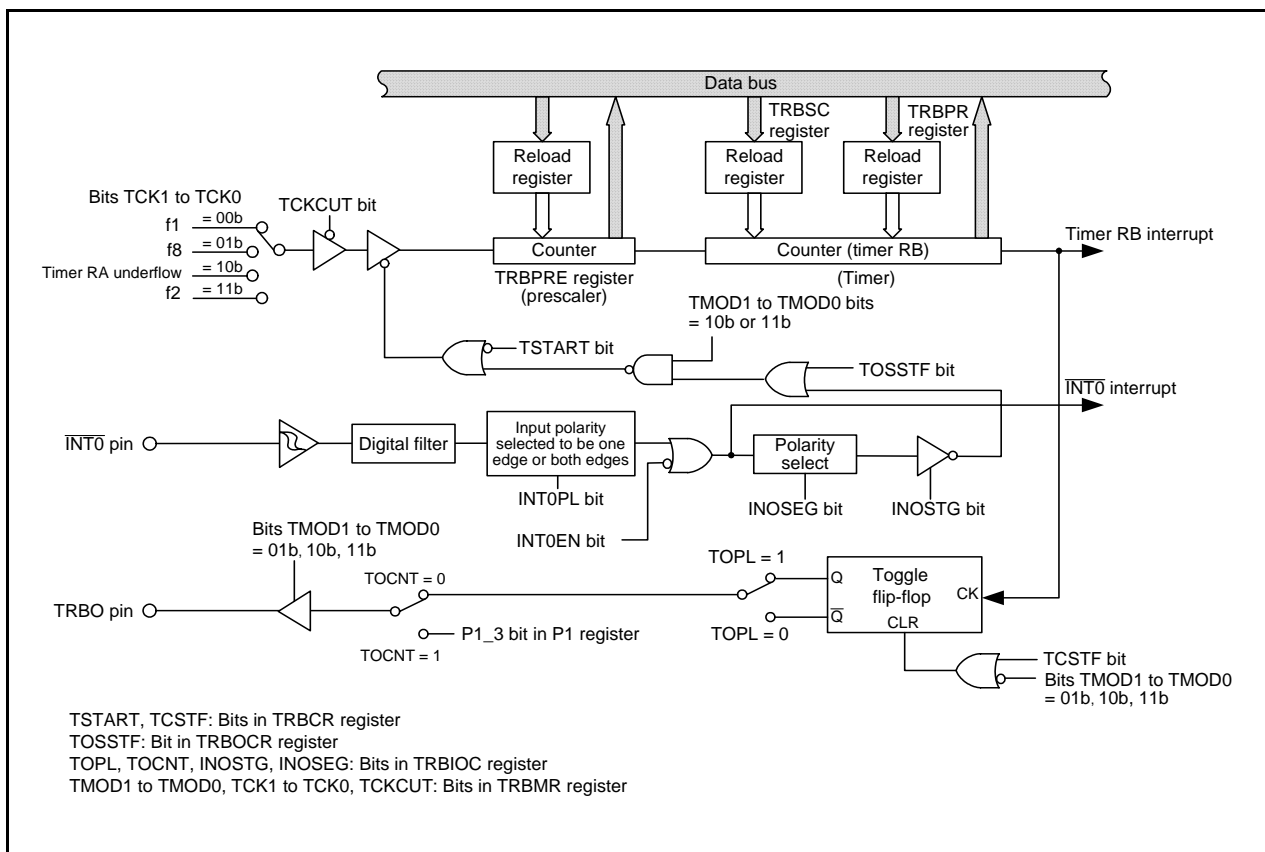 Data bus
TRBSC
register
TRBPR
register
Reload
register
Reload
register
Reload
register
Bits TCK1 to TCK0
TCKCUT bit
f1
= 00b
f8
= 01b
Timer RA underflow
= 10b
f2
= 11b
Counter
TRBPRE register
(prescaler)
Counter (timer RB)
(Timer)
Timer RB interrupt
TMOD1 to TMOD0 bits
= 10b or 11b
TSTART bit
TOSSTF bit
INT0 interrupt
INT0 pin
Digital filter
Input polarity
selected to be one
edge or both edges
Polarity
select
INT0PL bit
INOSEG bit
INOSTG bit
INT0EN bit
Bits TMOD1 to TMOD0
= 01b, 10b, 11b
TOPL = 1
Q
Toggle
flip-flop
CK
TOCNT = 0
TRBO pin
Q
P1_3 bit in P1 register
TOPL = 0
CLR
TOCNT = 1
TCSTF bit
Bits TMOD1 to TMOD0
= 01b, 10b, 11b
TSTART, TCSTF: Bits in TRBCR register
TOSSTF: Bit in TRBOCR register
TOPL, TOCNT, INOSTG, INOSEG: Bits in TRBIOC register
TMOD1 to TMOD0, TCK1 to TCK0, TCKCUT: Bits in TRBMR register